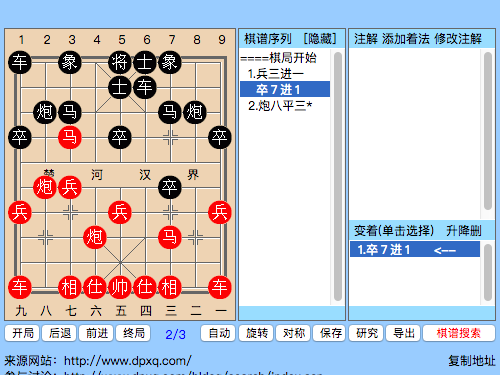 1 2 3 4 5 6 7 8 9
车 象 将 士 象
士 车
炮 马 马 炮
卒 马 卒 卒
楚 河 汉 界
炮 兵 卒
兵 兵 兵
炮 马
车 相 仕 帅 仕 相 车
九 八 七 六 五 四 三 二 一
棋谱序列 [隐藏]
====棋局开始
1.兵三进一
卒7进1
2.炮八平三*
注解 添加着法 修改注解
变着(单击选择) 升降删
1.卒7进1 <--
开局 后退 前进 终局 2/3 自动 旋转 对称 保存 研究 导出 棋谱搜索
来源网站: http://www.dpxq.com/ 复制地址